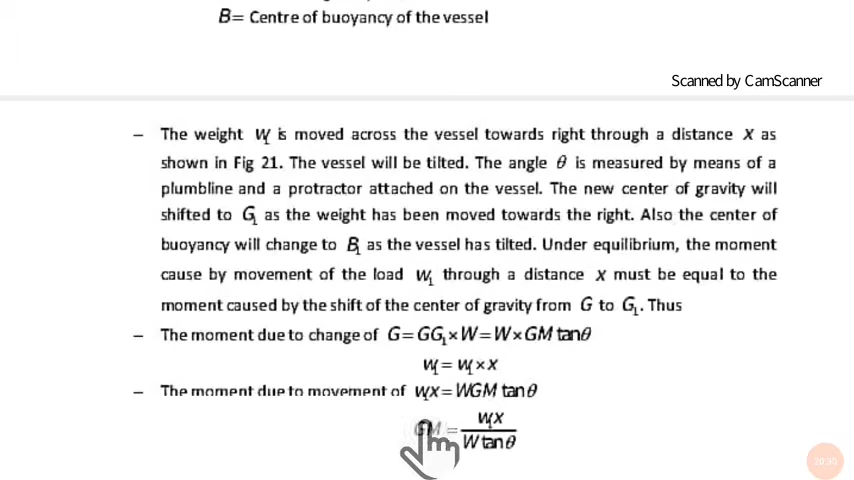 B= Centre of buoyancy of the vessel
Scanned by CamScanner
– The weight w₁ is moved across the vessel towards right through a distance x as
shown in Fig 21. The vessel will be tilted. The angle θ is measured by means of a
plumbline and a protractor attached on the vessel. The new center of gravity will
shifted to G₁ as the weight has been moved towards the right. Also the center of
buoyancy will change to B₁ as the vessel has tilted. Under equilibrium, the moment
cause by movement of the load w₁ through a distance x must be equal to the
moment caused by the shift of the center of gravity from G to G₁. Thus
– The moment due to change of G= GG₁×W= W×GM tanθ
w₁= w₁×x
– The moment due to movement of w₁x= WGM tanθ
GM = w₁x / W tanθ
20:30